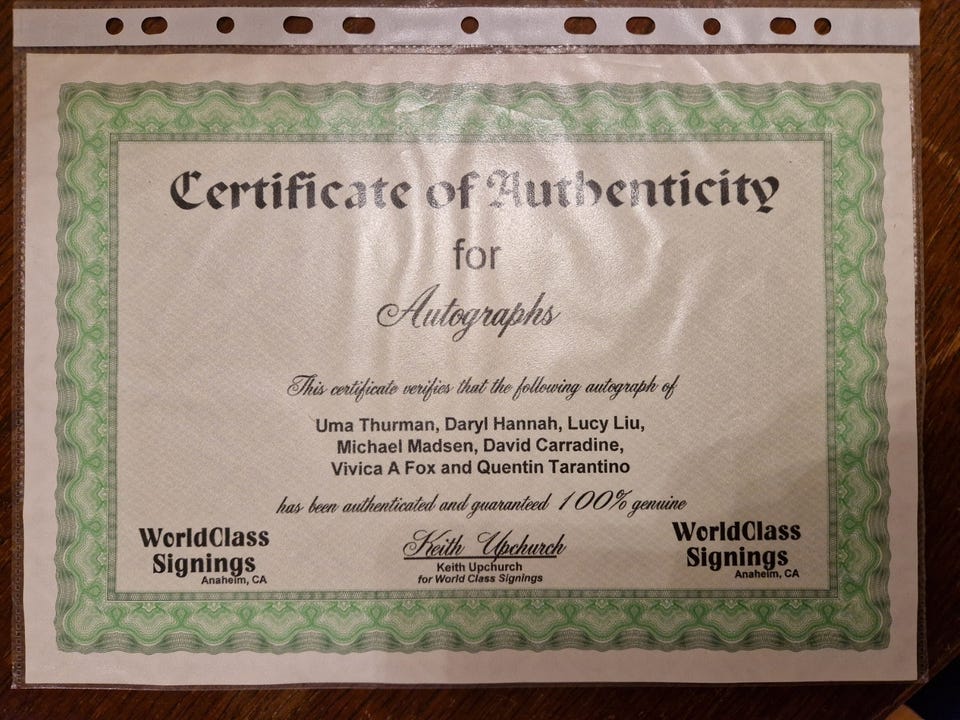 Certificate of Authenticity
for
Autographs
This certificate verifies that the following autograph of
Uma Thurman, Daryl Hannah, Lucy Liu,
Michael Madsen, David Carradine,
Vivica A Fox and Quentin Tarantino
has been authenticated and guaranteed 100% genuine
WorldClass
Signings
Anaheim, CA
Keith Upchurch
Keith Upchurch
for World Class Signings
WorldClass
Signings
Anaheim, CA